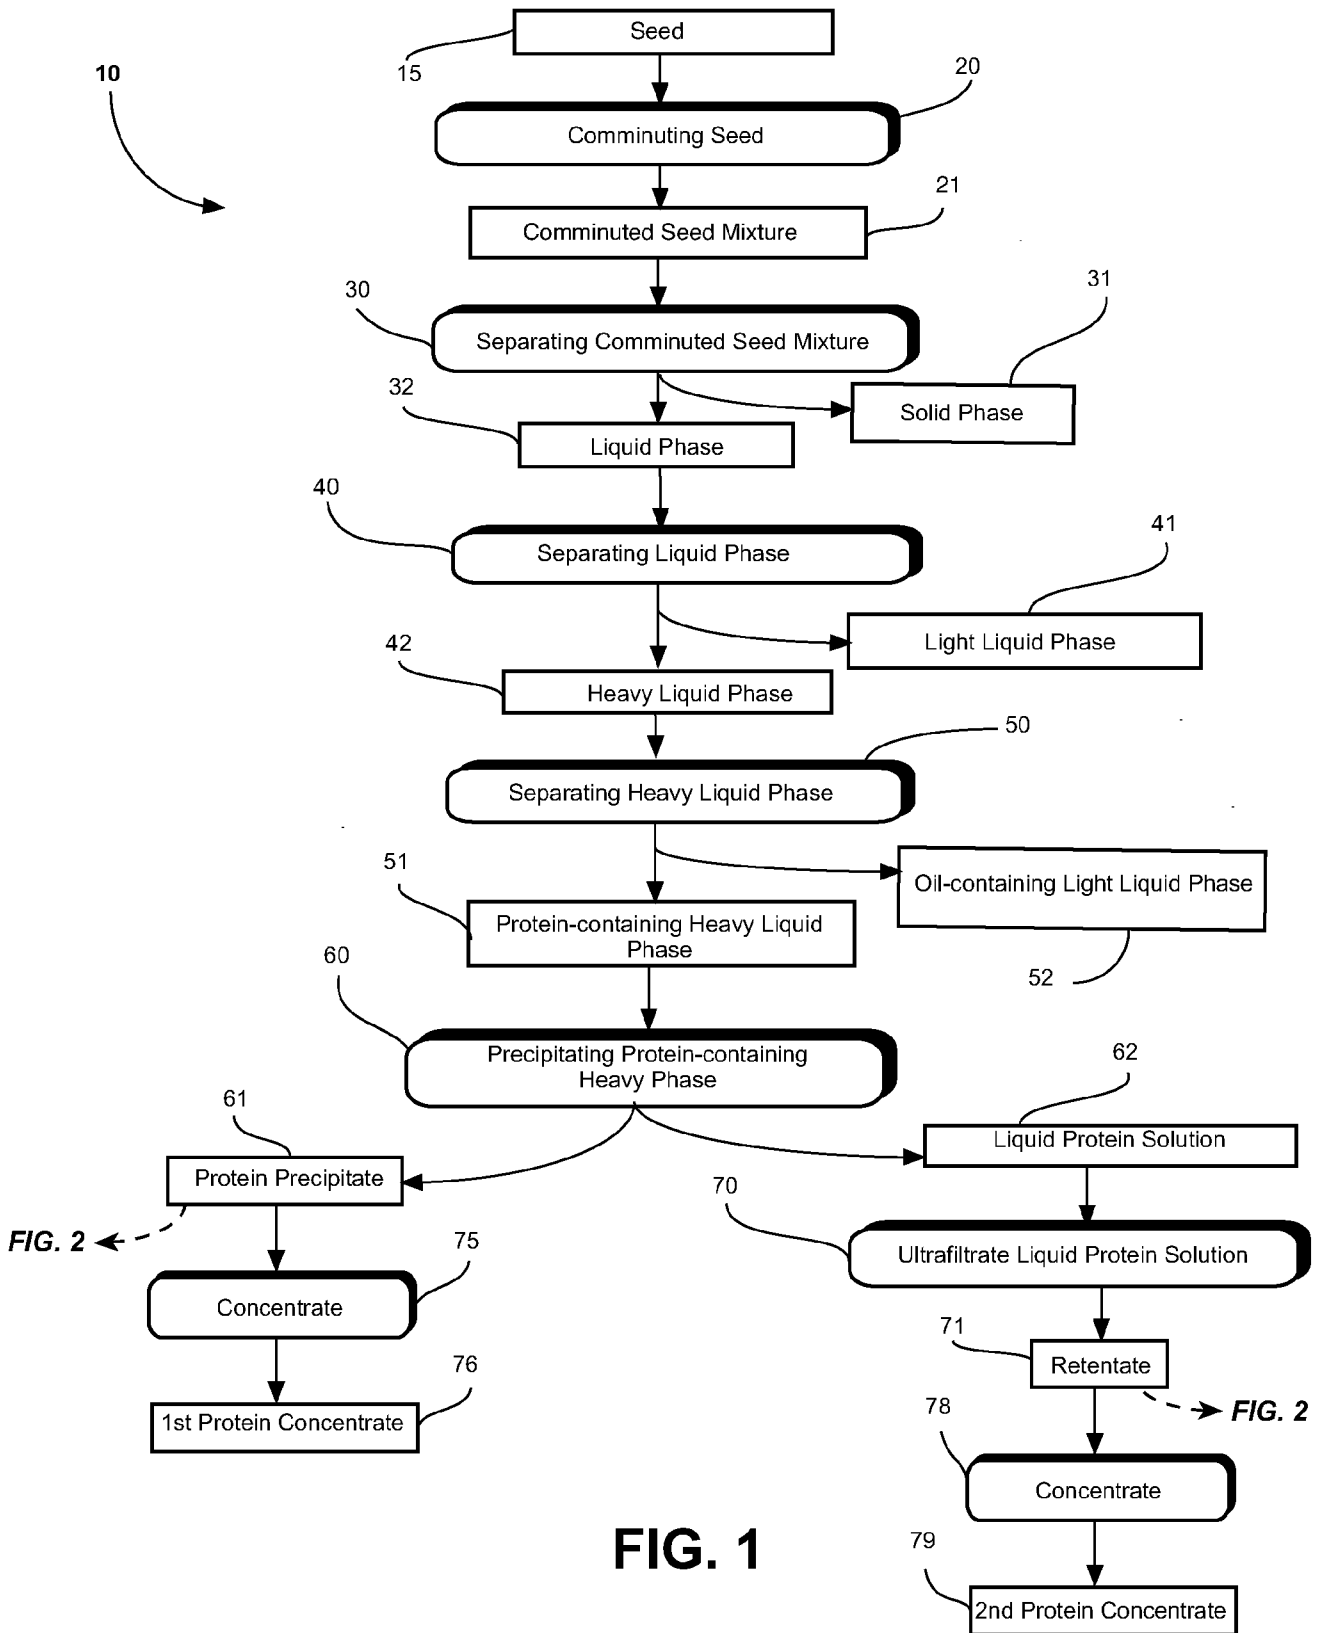 Seed
15
10
20
Comminuting Seed
21
Comminuted Seed Mixture
30
31
Separating Comminuted Seed Mixture
32
Solid Phase
Liquid Phase
40
41
Separating Liquid Phase
42
Light Liquid Phase
Heavy Liquid Phase
50
Separating Heavy Liquid Phase
51
Oil-containing Light Liquid Phase
Protein-containing Heavy Liquid
Phase
52
60
Precipitating Protein-containing
Heavy Phase
62
61
Liquid Protein Solution
Protein Precipitate
70
FIG. 2
75
Ultrafiltrate Liquid Protein Solution
Concentrate
71
76
Retentate
1st Protein Concentrate
78
FIG. 2
Concentrate
79
FIG. 1
2nd Protein Concentrate